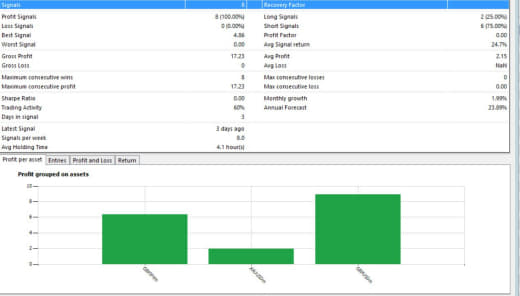 Signals 8 Recovery Factor
Profit Signals 8 (100.00%) Long Signals 2 (25.00%)
Loss Signals 0 (0.00%) Short Signals 6 (75.00%)
Best Signal 4.86 Profit Factor 0.00
Worst Signal 0.00 Avg Signal return 24.7%
Gross Profit 17.23 Avg Profit 2.15
Gross Loss 0 Avg Loss NaN
Maximum consecutive wins 8 Max consecutive losses 0
Maximum consecutive profit 17.23 Max consecutive loss 0.00
Sharpe Ratio 0.00 Monthly growth 1.99%
Trading Activity 60% Annual Forecast 23.89%
Days in signal 3
Latest Signal 3 days ago
Signals per week 8.0
Avg Holding Time 4.1 hour(s)
Profit per asset Entries Profit and Loss Return
Profit grouped on assets
10
8
6
4
2
0